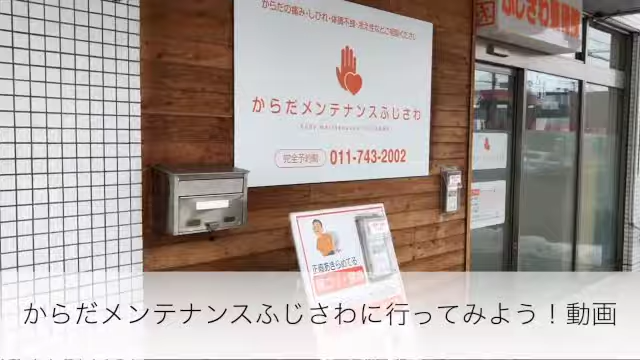 からだの痛み・しびれ・体調不良・冷え性などご相談ください
からだメンテナンスふじさわ
完全予約制
011-743-2002
からだメンテナンスふじさわに行ってみよう！動画